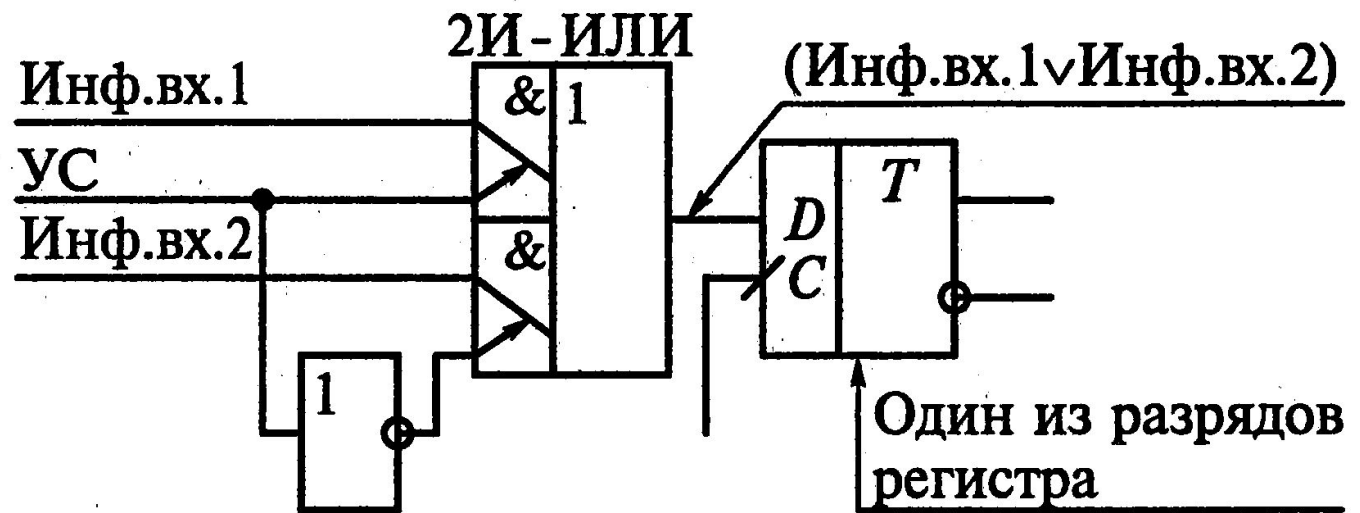 2И-ИЛИ
Инф.вх.1
& 1
(Инф.вх.1∨Инф.вх.2)
УС
T
Инф.вх.2
&
D
C
1
Один из разрядов
регистра